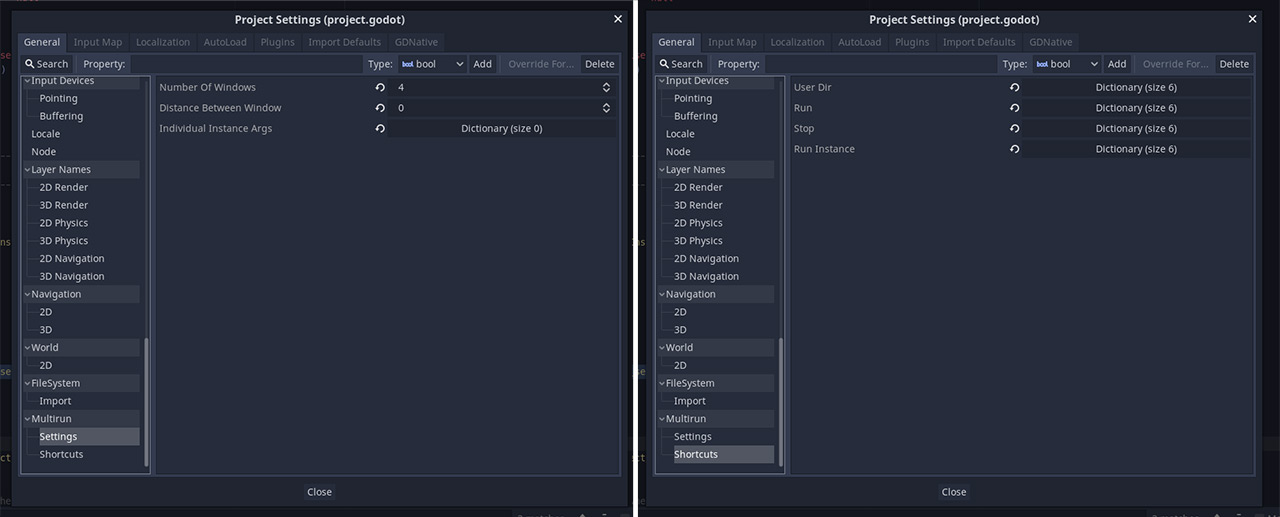 Project Settings (project.godot)
General Input Map Localization AutoLoad Plugins Import Defaults GDNative
Search Property: Type: bool Add Override For... Delete
Input Devices
Pointing
Buffering
Locale
Node
Layer Names
2D Render
3D Render
2D Physics
3D Physics
2D Navigation
3D Navigation
Navigation
2D
3D
World
2D
FileSystem
Import
Multirun
Settings
Shortcuts
Number Of Windows 4
Distance Between Window 0
Individual Instance Args Dictionary (size 0)
Close
Project Settings (project.godot)
General Input Map Localization AutoLoad Plugins Import Defaults GDNative
Search Property: Type: bool Add Override For... Delete
Input Devices
Pointing
Buffering
Locale
Node
Layer Names
2D Render
3D Render
2D Physics
3D Physics
2D Navigation
3D Navigation
Navigation
2D
3D
World
2D
FileSystem
Import
Multirun
Settings
Shortcuts
User Dir Dictionary (size 6)
Run Dictionary (size 6)
Stop Dictionary (size 6)
Run Instance Dictionary (size 6)
Close